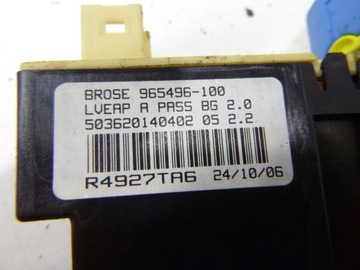 BROSE 965496-100
LVEAP A PASS BG 2.0
503620140402 05 2.2
R4927TA6 24/10/06